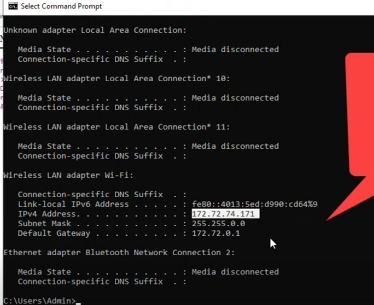 Select Command Prompt
Unknown adapter Local Area Connection:
Media State . . . . . . . . . . . : Media disconnected
Connection-specific DNS Suffix . :
Wireless LAN adapter Local Area Connection* 10:
Media State . . . . . . . . . . . : Media disconnected
Connection-specific DNS Suffix . :
Wireless LAN adapter Local Area Connection* 11:
Media State . . . . . . . . . . . : Media disconnected
Connection-specific DNS Suffix . :
Wireless LAN adapter Wi-Fi:
Connection-specific DNS Suffix . :
Link-local IPv6 Address . . . . . : fe80::4013:5ed:d990:cd64%9
IPv4 Address. . . . . . . . . . . : 172.72.74.171
Subnet Mask . . . . . . . . . . . : 255.255.0.0
Default Gateway . . . . . . . . . : 172.72.0.1
Ethernet adapter Bluetooth Network Connection 2:
Media State . . . . . . . . . . . : Media disconnected
Connection-specific DNS Suffix . :
C:\Users\Admin>_